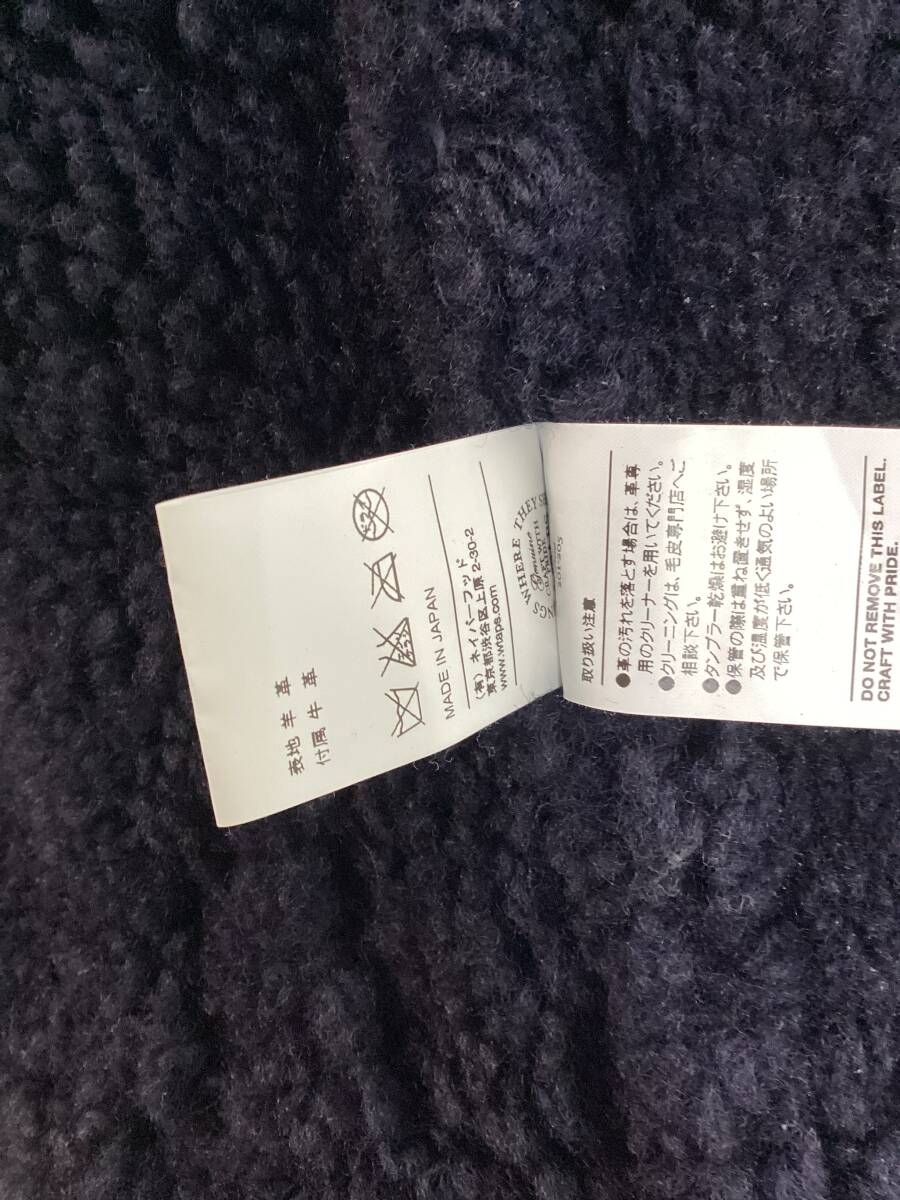 表地 羊 革
付属 牛 革
MADE IN JAPAN
(有) ネイバーフッド
東京都渋谷区上原 2-30-2
www.wtaps.com
WHERE THEY
Genuine
取り扱い注意
●革の汚れを落とす場合は、革専
用のクリーナーを用いてください。
●クリーニングは、毛皮専門店へご
相談下さい。
●タンブラー乾燥はお避け下さい。
●保管の際は重ね置きせず、湿度
及び温度が低く通気のよい場所
で保管下さい。
DO NOT REMOVE THIS LABEL.
CRAFT WITH PRIDE.